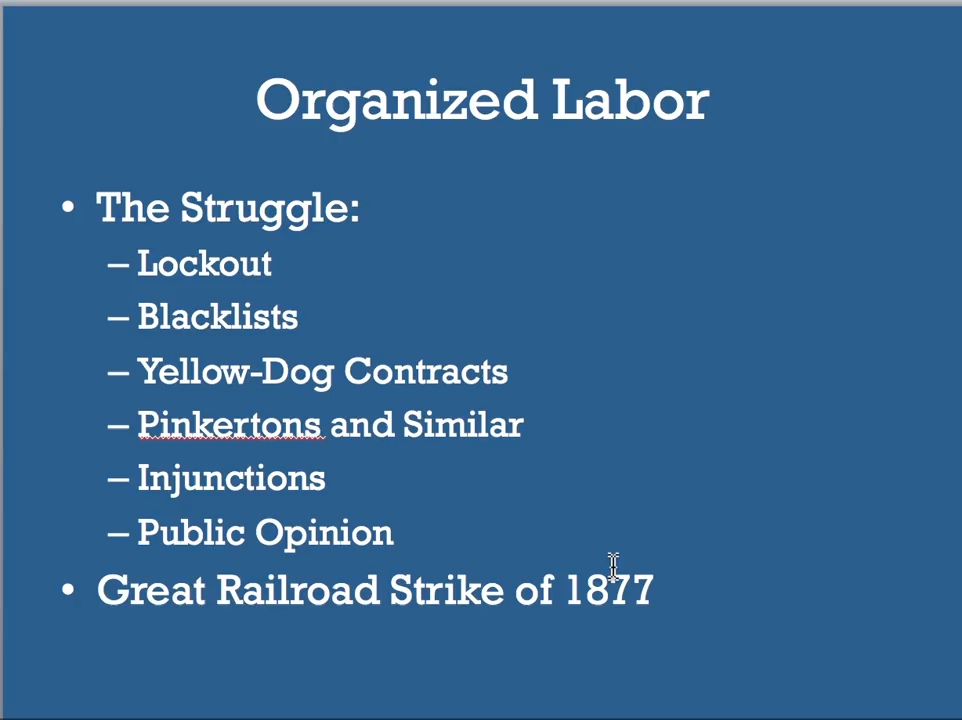 Organized Labor
• The Struggle:
– Lockout
– Blacklists
– Yellow-Dog Contracts
– Pinkertons and Similar
– Injunctions
– Public Opinion
• Great Railroad Strike of 1877